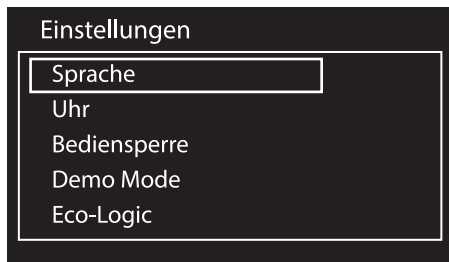 Einstellungen
Sprache
Uhr
Bediensperre
Demo Mode
Eco-Logic